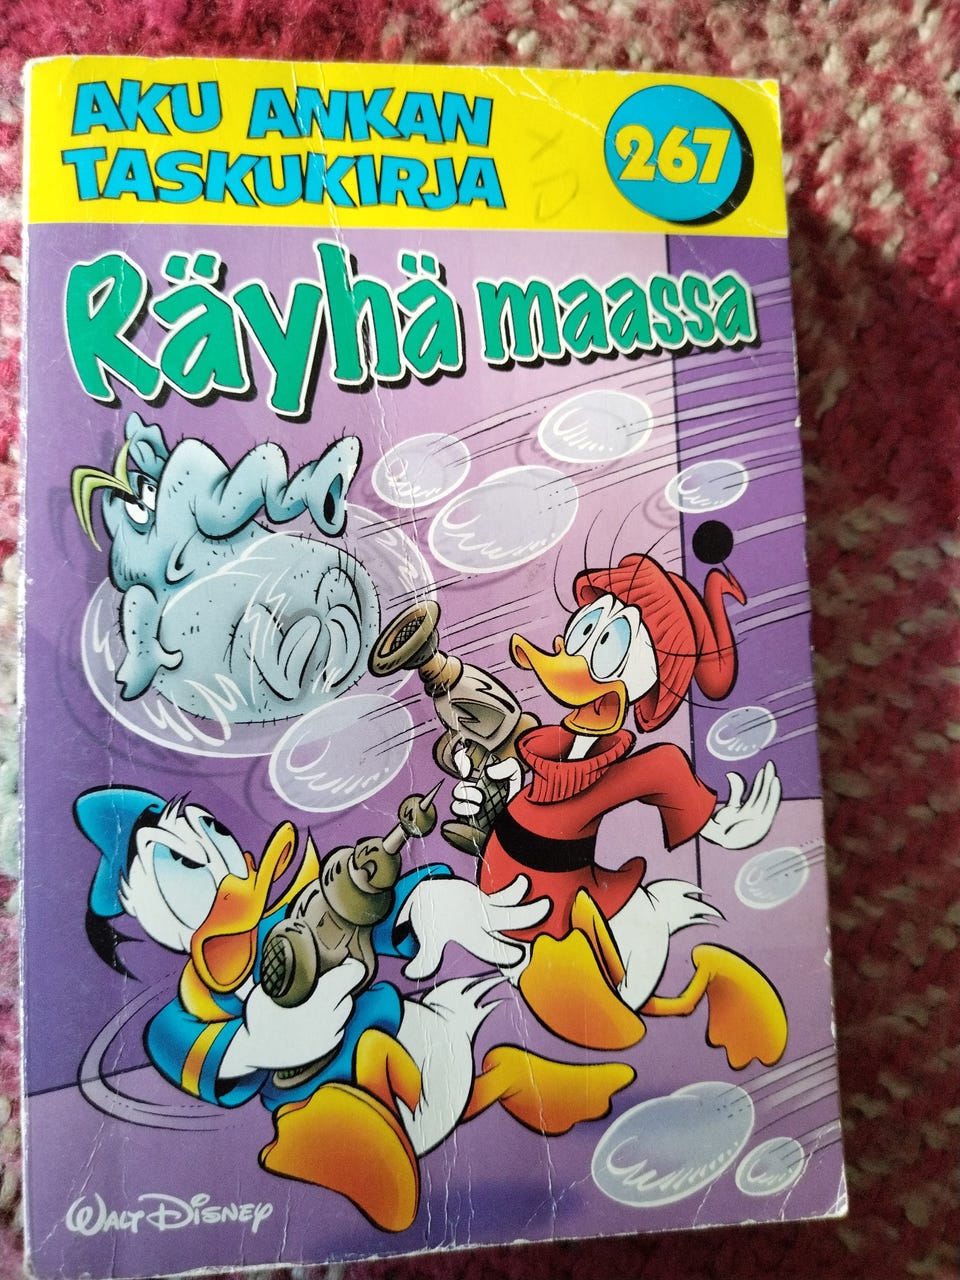 AKU ANKAN
TASKUKIRJA
267
Räyhä maassa
WALT DISNEY